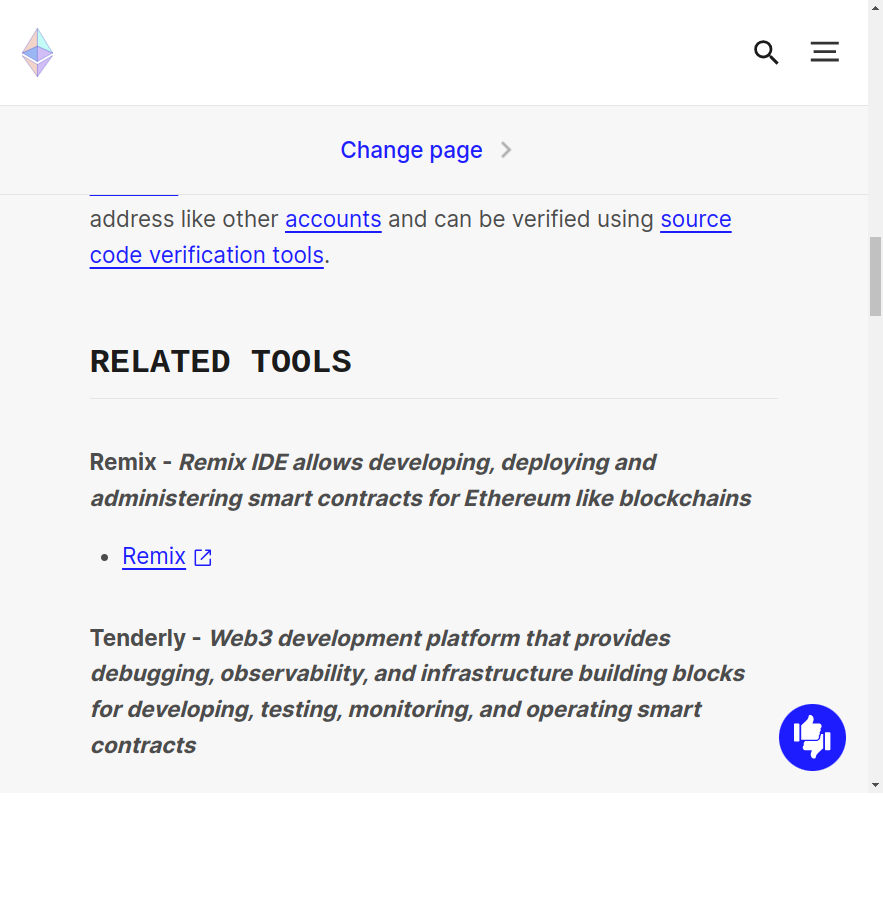 Change page
address like other accounts and can be verified using source
code verification tools.
RELATED TOOLS
Remix - Remix IDE allows developing, deploying and
administering smart contracts for Ethereum like blockchains
• Remix
Tenderly - Web3 development platform that provides
debugging, observability, and infrastructure building blocks
for developing, testing, monitoring, and operating smart
contracts